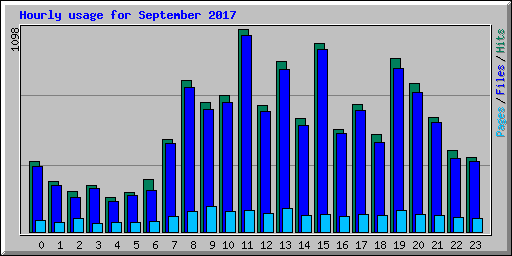 Hourly usage for September 2017
1098
Pages/Files/Hits
0 1 2 3 4 5 6 7 8 9 10 11 12 13 14 15 16 17 18 19 20 21 22 23